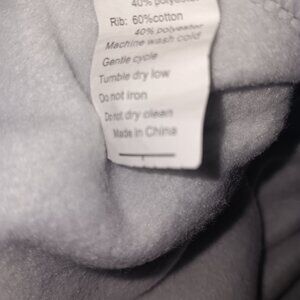 40% polyester
Rib: 60%cotton
40% polyester
Machine wash cold
Gentle cycle
Tumble dry low
Do not iron
Do not dry clean
Made in China